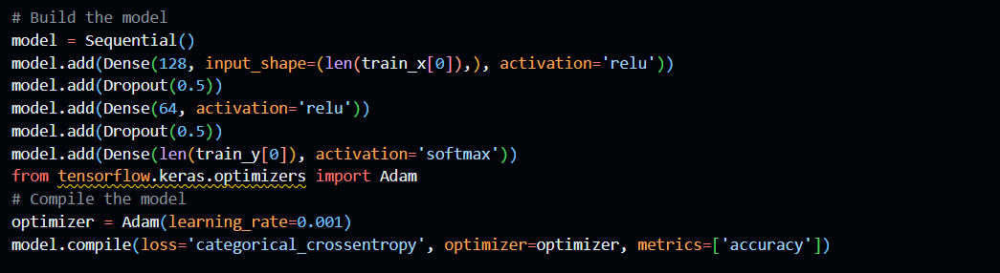 # Build the model
model = Sequential()
model.add(Dense(128, input_shape=(len(train_x[0]),), activation='relu'))
model.add(Dropout(0.5))
model.add(Dense(64, activation='relu'))
model.add(Dropout(0.5))
model.add(Dense(len(train_y[0]), activation='softmax'))
from tensorflow.keras.optimizers import Adam
# Compile the model
optimizer = Adam(learning_rate=0.001)
model.compile(loss='categorical_crossentropy', optimizer=optimizer, metrics=['accuracy'])